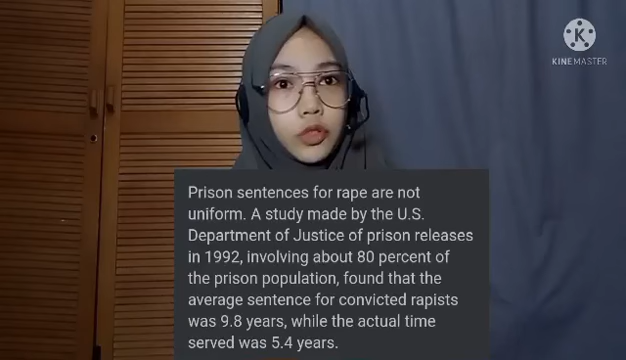 K
KINEMASTER
Prison sentences for rape are not
uniform. A study made by the U.S.
Department of Justice of prison releases
in 1992, involving about 80 percent of
the prison population, found that the
average sentence for convicted rapists
was 9.8 years, while the actual time
served was 5.4 years.